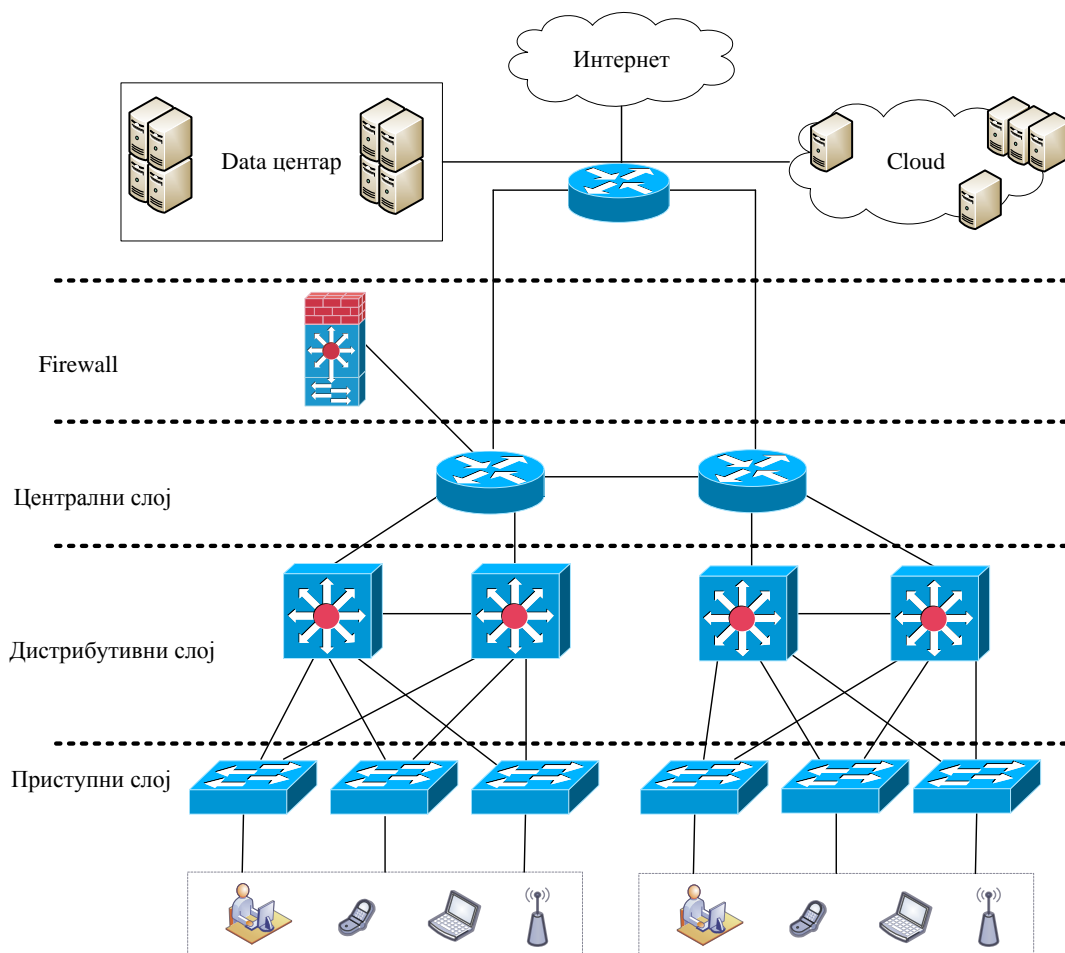 Интернет
Data центар
Cloud
Firewall
Централни слој
Дистрибутивни слој
Приступни слој